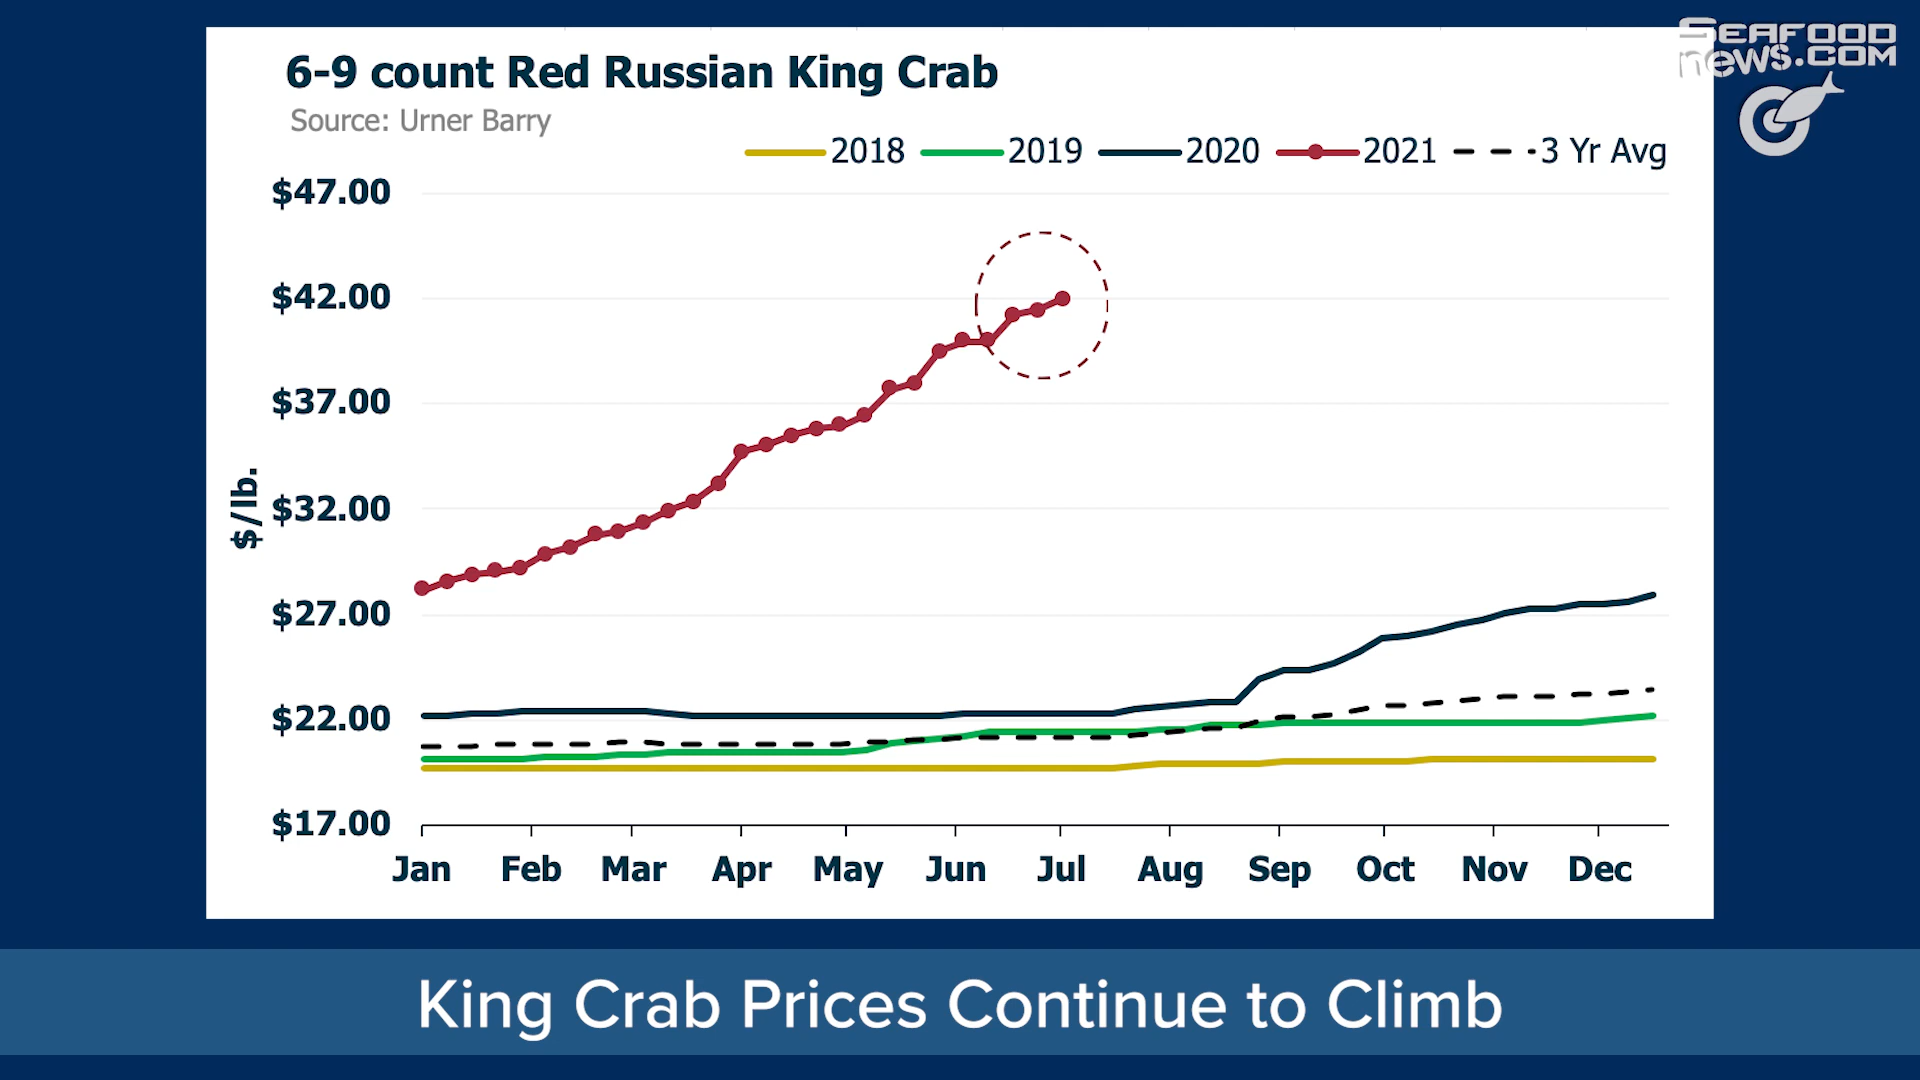 SEAFOOD
news.COM
6-9 count Red Russian King Crab
Source: Urner Barry
2018 2019 2020 2021 3 Yr Avg
$47.00
$42.00
$37.00
$32.00
$27.00
$22.00
$17.00
$/lb.
Jan Feb Mar Apr May Jun Jul Aug Sep Oct Nov Dec
King Crab Prices Continue to Climb